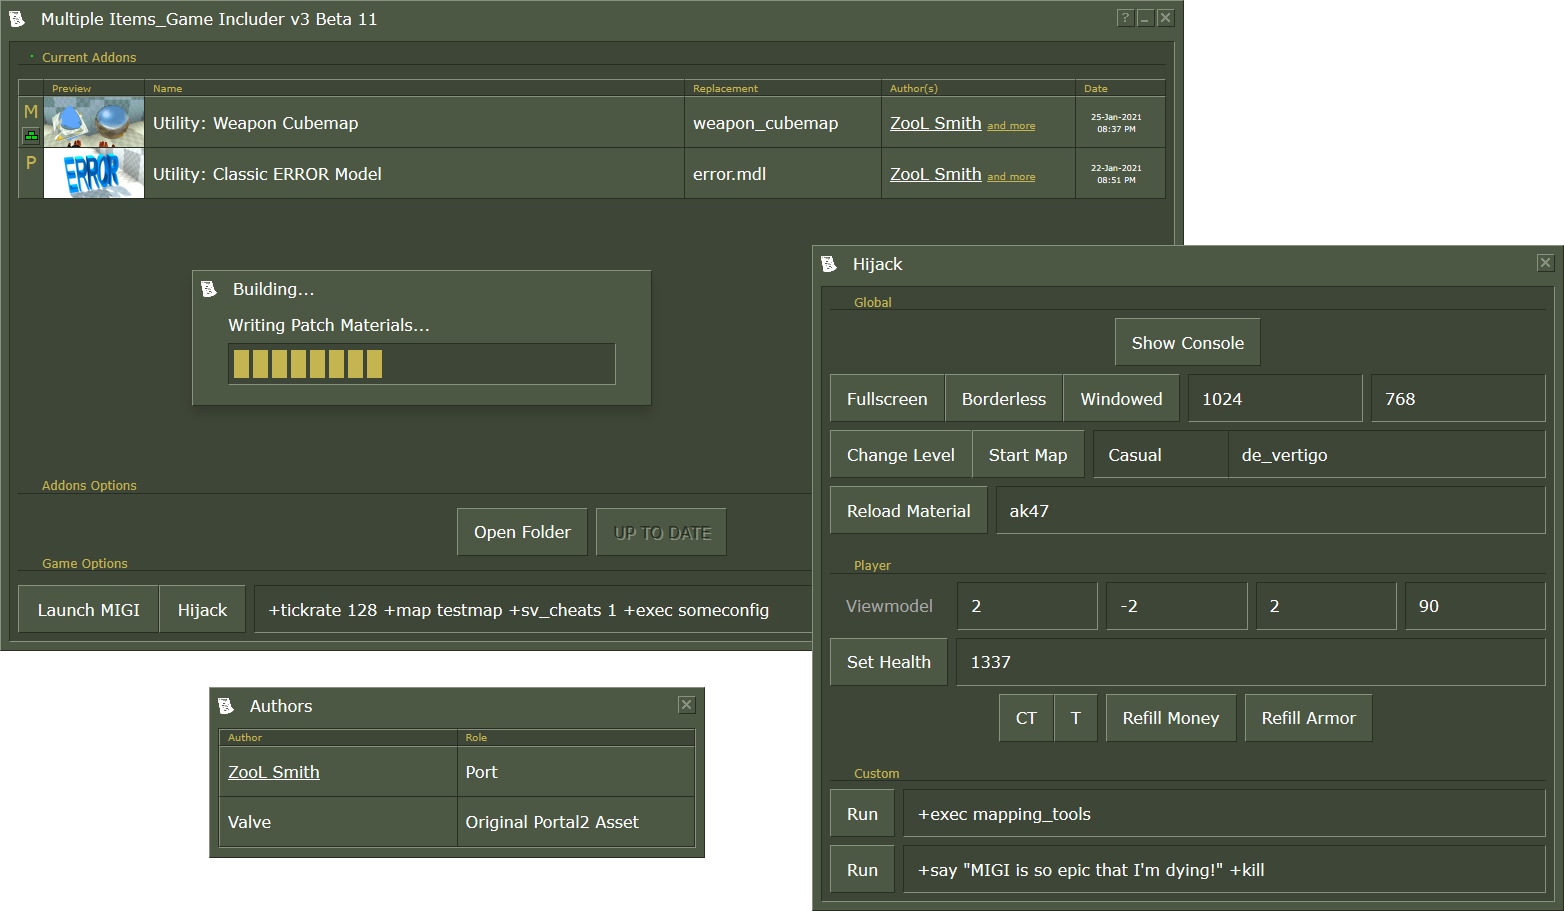 Multiple Items_Game Includer v3 Beta 11
?
Current Addons
Preview Name Replacement Author(s) Date
M Utility: Weapon Cubemap weapon_cubemap ZooL Smith and more 25-Jan-2021
08:37 PM
P ERROR Utility: Classic ERROR Model error.mdl ZooL Smith and more 22-Jan-2021
08:51 PM
Building...
Writing Patch Materials...
Addons Options
Open Folder UP TO DATE
Game Options
Launch MIGI Hijack +tickrate 128 +map testmap +sv_cheats 1 +exec someconfig
Authors
Author Role
ZooL Smith Port
Valve Original Portal2 Asset
Hijack
Global
Show Console
Fullscreen Borderless Windowed 1024 768
Change Level Start Map Casual de_vertigo
Reload Material ak47
Player
Viewmodel 2 -2 2 90
Set Health 1337
CT T Refill Money Refill Armor
Custom
Run +exec mapping_tools
Run +say "MIGI is so epic that I'm dying!" +kill